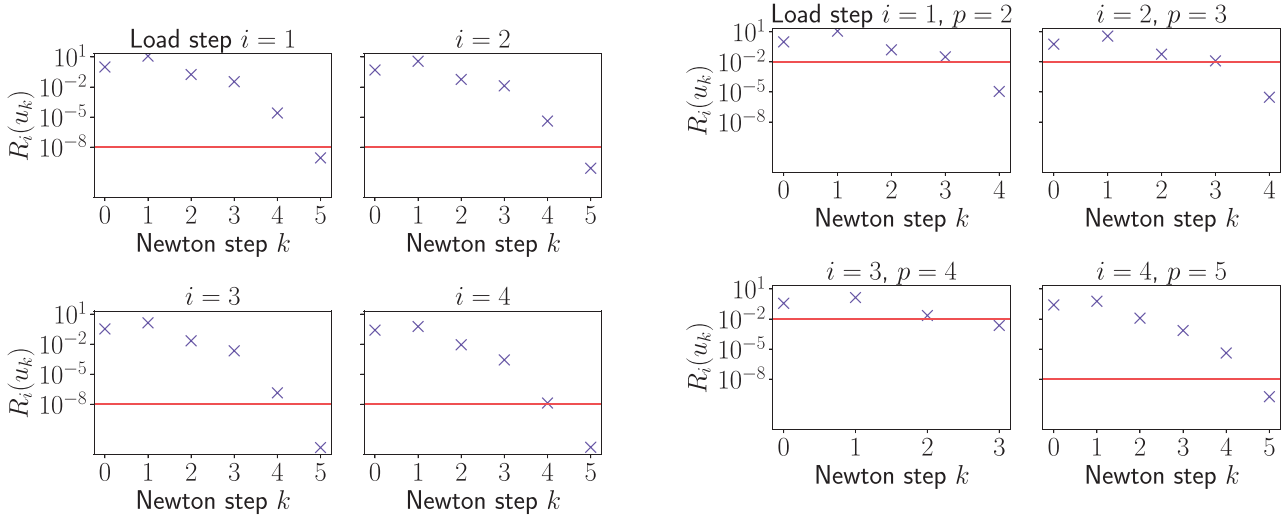 Load step i = 1
i = 2
R_i(u_k)
10^1
10^{-2}
10^{-5}
10^{-8}
0 1 2 3 4 5
0 1 2 3 4 5
Newton step k
Newton step k
i = 3
i = 4
R_i(u_k)
10^1
10^{-2}
10^{-5}
10^{-8}
0 1 2 3 4 5
0 1 2 3 4 5
Newton step k
Newton step k
Load step i = 1, p = 2
i = 2, p = 3
R_i(u_k)
10^1
10^{-2}
10^{-5}
10^{-8}
0 1 2 3 4
0 1 2 3 4
Newton step k
Newton step k
i = 3, p = 4
i = 4, p = 5
R_i(u_k)
10^1
10^{-2}
10^{-5}
10^{-8}
0 1 2 3
0 1 2 3 4 5
Newton step k
Newton step k